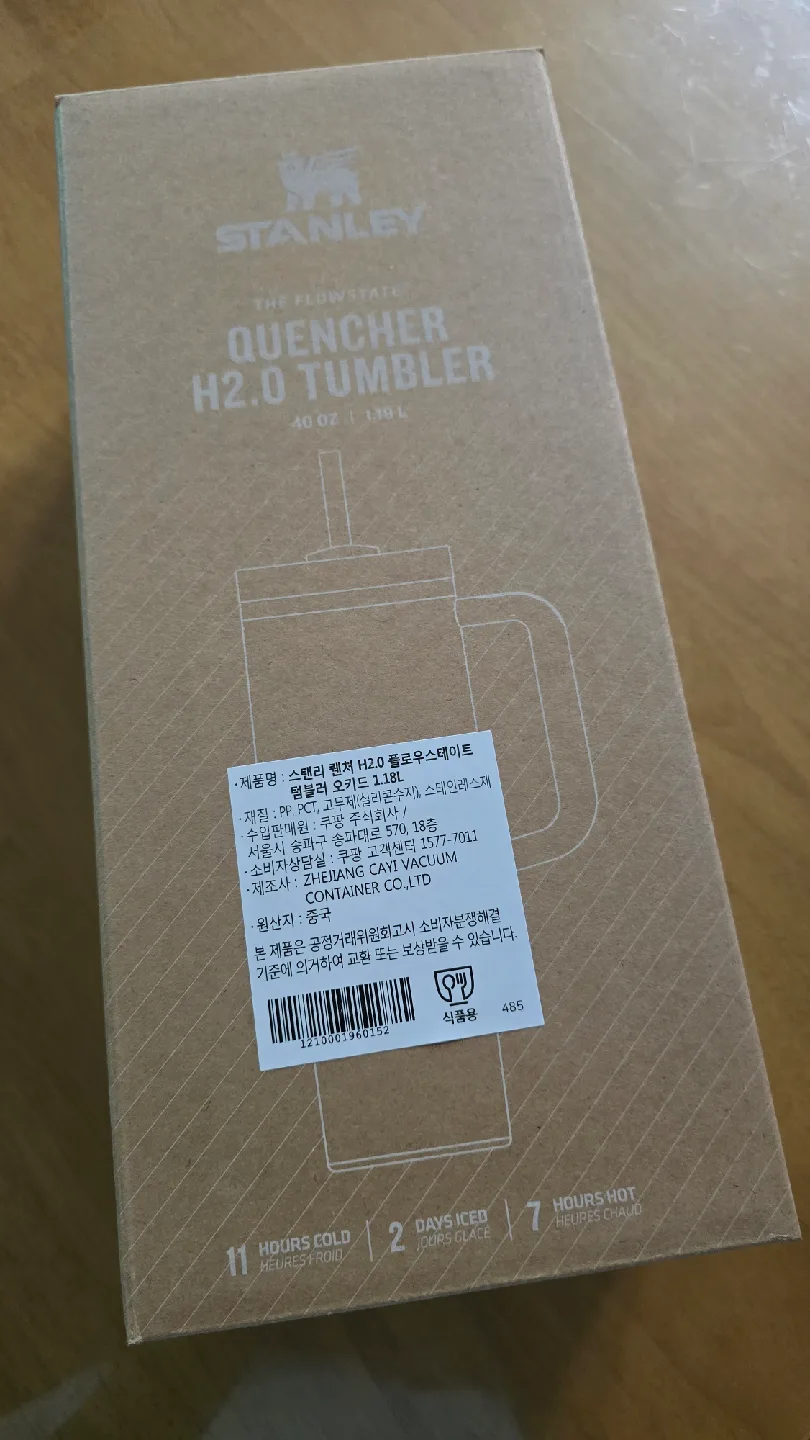 STANLEY
THE FLOWSTATE
QUENCHER
H2.0 TUMBLER
40 OZ | 1.19 L
·제품명 : 스탠리 퀜처 H2.0 플로우스테이트
텀블러 오키드 1.18L
·재질 : PP, PCT, 고무제(실리콘수지), 스테인레스재
·수입판매원 : 쿠팡 주식회사 /
서울시 송파구 송파대로 570, 18층
·소비자상담실 : 쿠팡 고객센터 1577-7011
·제조사 : ZHEJIANG CAYI VACUUM
CONTAINER CO.,LTD
·원산지 : 중국
본 제품은 공정거래위원회고시 소비자분쟁해결
기준에 의거하여 교환 또는 보상받을 수 있습니다.
1210001960152
식품용
485
11 HOURS COLD
HEURES FROID
2 DAYS ICED
JOURS GLACÉ
7 HOURS HOT
HEURES CHAUD